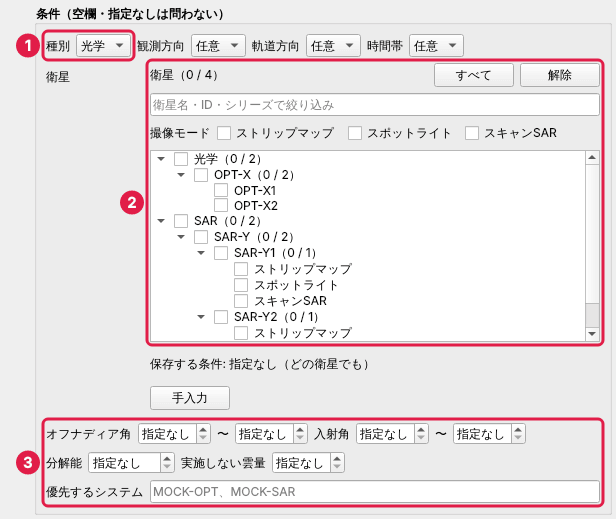 条件（空欄・指定なしは問わない）
1 種別 光学 観測方向 任意 軌道方向 任意 時間帯 任意
衛星 衛星（0 / 4） すべて 解除
衛星名・ID・シリーズで絞り込み
撮像モード ストリップマップ スポットライト スキャンSAR
光学（0 / 2）
OPT-X（0 / 2）
OPT-X1
2 OPT-X2
SAR（0 / 2）
SAR-Y（0 / 2）
SAR-Y1（0 / 1）
ストリップマップ
スポットライト
スキャンSAR
SAR-Y2（0 / 1）
ストリップマップ
保存する条件: 指定なし（どの衛星でも）
手入力
オフナディア角 指定なし 〜 指定なし 入射角 指定なし 〜 指定なし
3 分解能 指定なし 実施しない雲量 指定なし
優先するシステム MOCK-OPT、MOCK-SAR